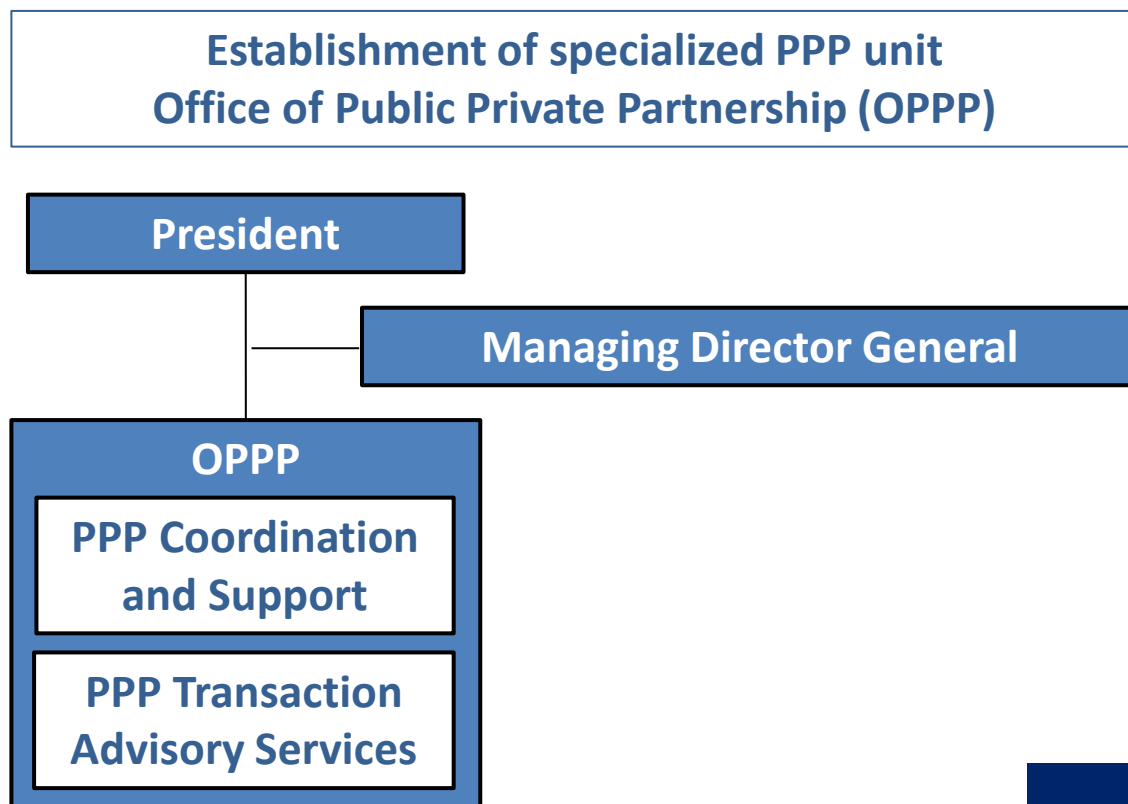 Establishment of specialized PPP unit
Office of Public Private Partnership (OPPP)
President
Managing Director General
OPPP
PPP Coordination
and Support
PPP Transaction
Advisory Services